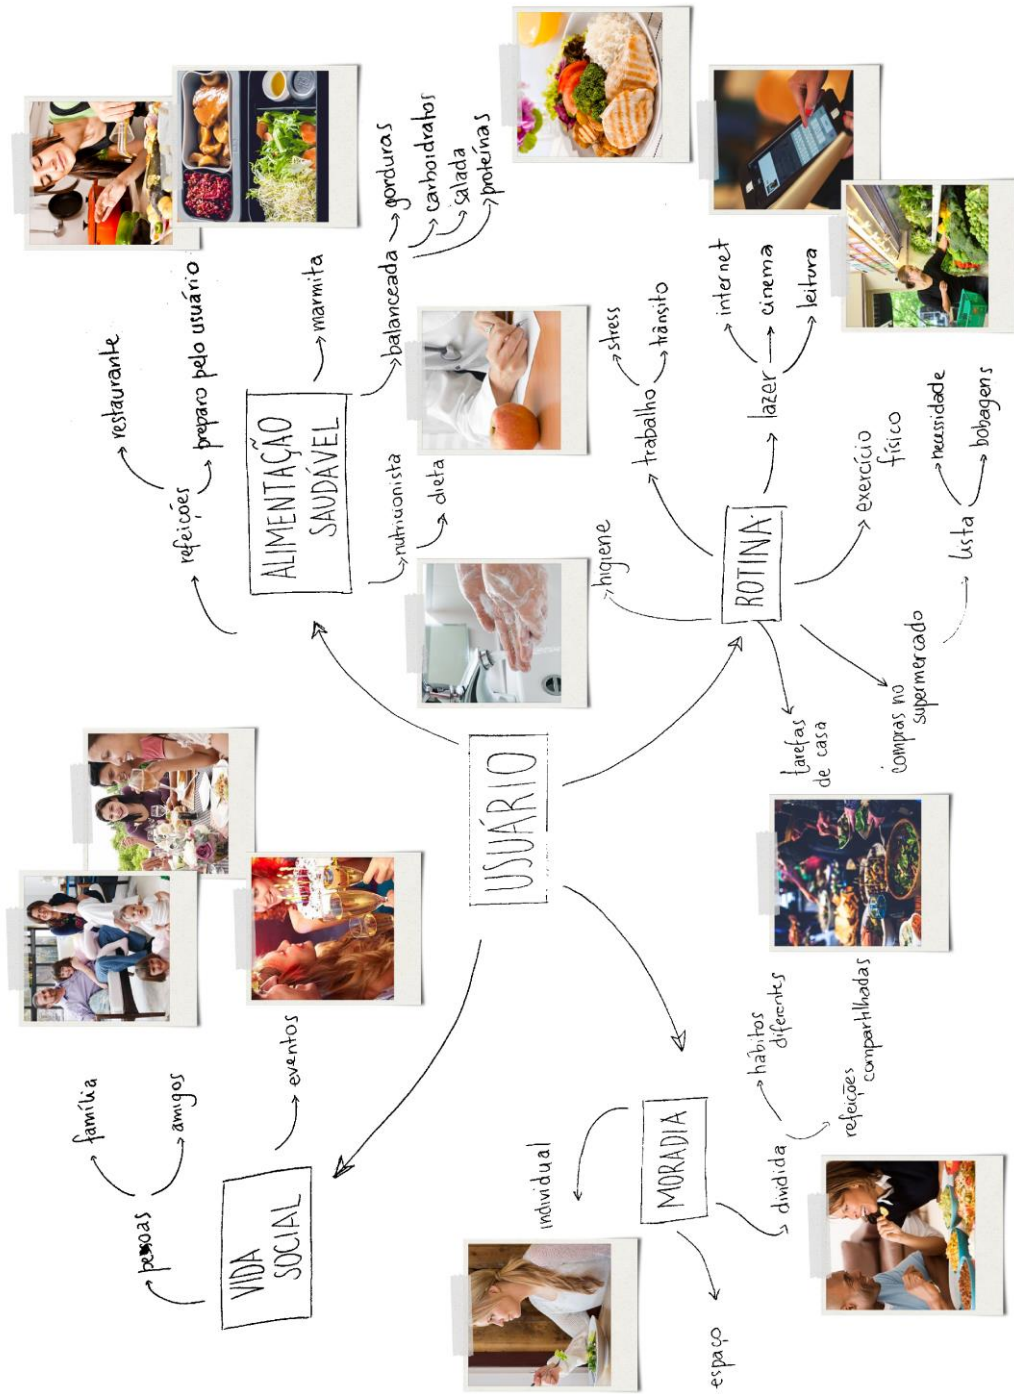 USUÁRIO
VIDA
SOCIAL
pessoas
família
amigos
eventos
ALIMENTAÇÃO
SAUDÁVEL
refeições
restaurante
preparo pelo usuário
marmita
balanceada
gorduras
carboidratos
salada
proteínas
nutricionista
dieta
MORADIA
individual
espaço
dividida
hábitos
diferentes
refeições
compartilhadas
ROTINA
higiene
trabalho
stress
trânsito
lazer
internet
cinema
leitura
exercício
físico
compras no
supermercado
lista
necessidade
bobagens
tarefas
de casa